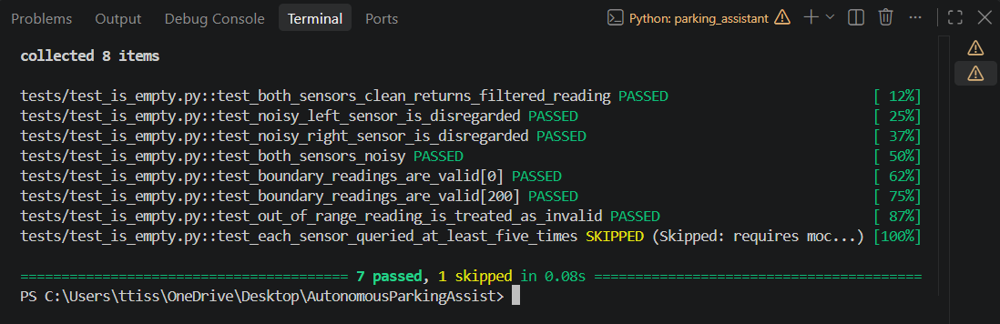 Problems Output Debug Console Terminal Ports Python: parking_assistant
collected 8 items
tests/test_is_empty.py::test_both_sensors_clean_returns_filtered_reading PASSED [ 12%]
tests/test_is_empty.py::test_noisy_left_sensor_is_disregarded PASSED [ 25%]
tests/test_is_empty.py::test_noisy_right_sensor_is_disregarded PASSED [ 37%]
tests/test_is_empty.py::test_both_sensors_noisy PASSED [ 50%]
tests/test_is_empty.py::test_boundary_readings_are_valid[0] PASSED [ 62%]
tests/test_is_empty.py::test_boundary_readings_are_valid[200] PASSED [ 75%]
tests/test_is_empty.py::test_out_of_range_reading_is_treated_as_invalid PASSED [ 87%]
tests/test_is_empty.py::test_each_sensor_queried_at_least_five_times SKIPPED (Skipped: requires moc...) [100%]
======================================== 7 passed, 1 skipped in 0.08s ========================================
PS C:\Users\ttiss\OneDrive\Desktop\AutonomousParkingAssist>